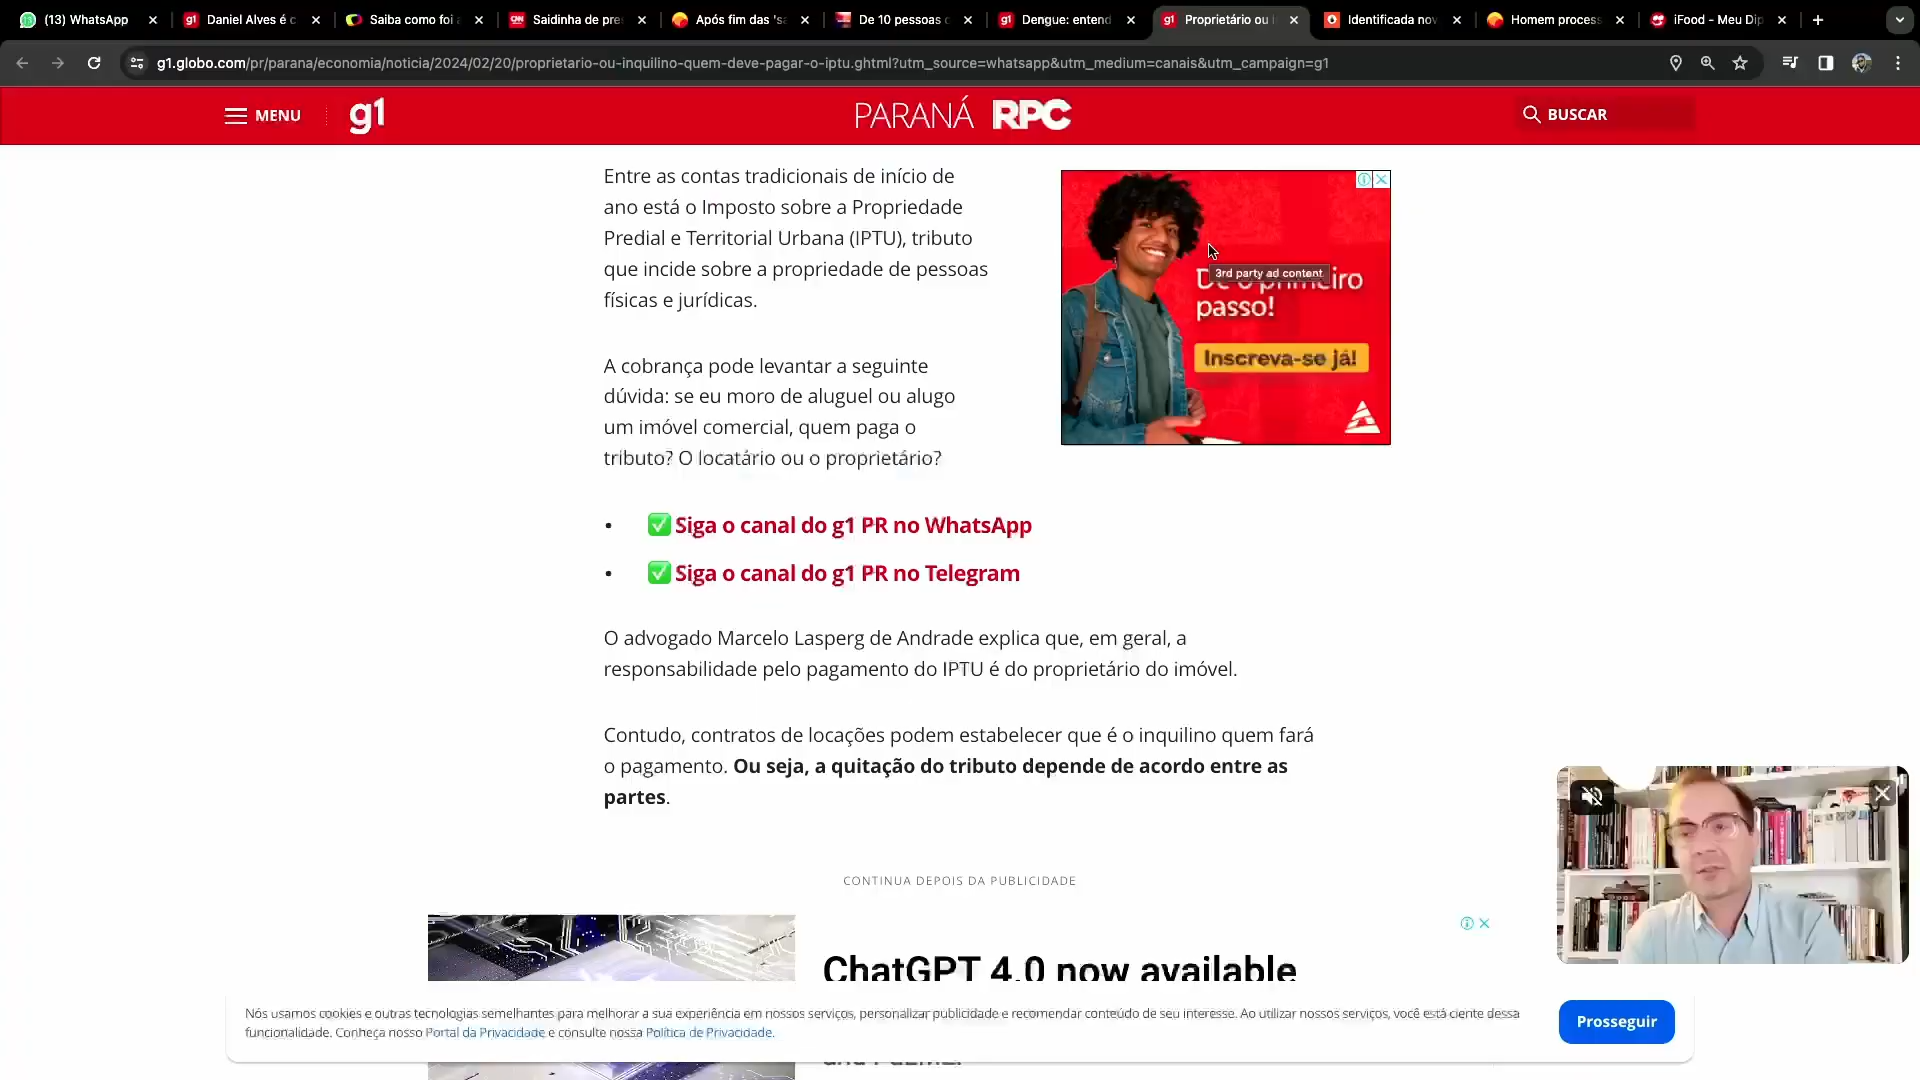 (13) WhatsApp
Daniel Alves é c
Saiba como foi a
Saidinha de pres
Após fim das 'sa
De 10 pessoas c
Dengue: entend
Proprietário ou i
Identificada nov
Homem process
iFood - Meu Dip
g1.globo.com/pr/parana/economia/noticia/2024/02/20/proprietario-ou-inquilino-quem-deve-pagar-o-iptu.ghtml?utm_source=whatsapp&utm_medium=canais&utm_campaign=g1
MENU
g1
PARANÁ RPC
BUSCAR
Entre as contas tradicionais de início de
ano está o Imposto sobre a Propriedade
Predial e Territorial Urbana (IPTU), tributo
que incide sobre a propriedade de pessoas
físicas e jurídicas.
3rd party ad content
passo!
Inscreva-se já!
A cobrança pode levantar a seguinte
dúvida: se eu moro de aluguel ou alugo
um imóvel comercial, quem paga o
tributo? O locatário ou o proprietário?
• ✅ Siga o canal do g1 PR no WhatsApp
• ✅ Siga o canal do g1 PR no Telegram
O advogado Marcelo Lasperg de Andrade explica que, em geral, a
responsabilidade pelo pagamento do IPTU é do proprietário do imóvel.
Contudo, contratos de locações podem estabelecer que é o inquilino quem fará
o pagamento. Ou seja, a quitação do tributo depende de acordo entre as
partes.
CONTINUA DEPOIS DA PUBLICIDADE
ChatGPT 4.0 now available
Nós usamos cookies e outras tecnologias semelhantes para melhorar a sua experiência em nossos serviços, personalizar publicidade e recomendar conteúdo de seu interesse. Ao utilizar nossos serviços, você está ciente dessa
funcionalidade. Conheça nosso Portal da Privacidade e consulte nossa Política de Privacidade.
Prosseguir